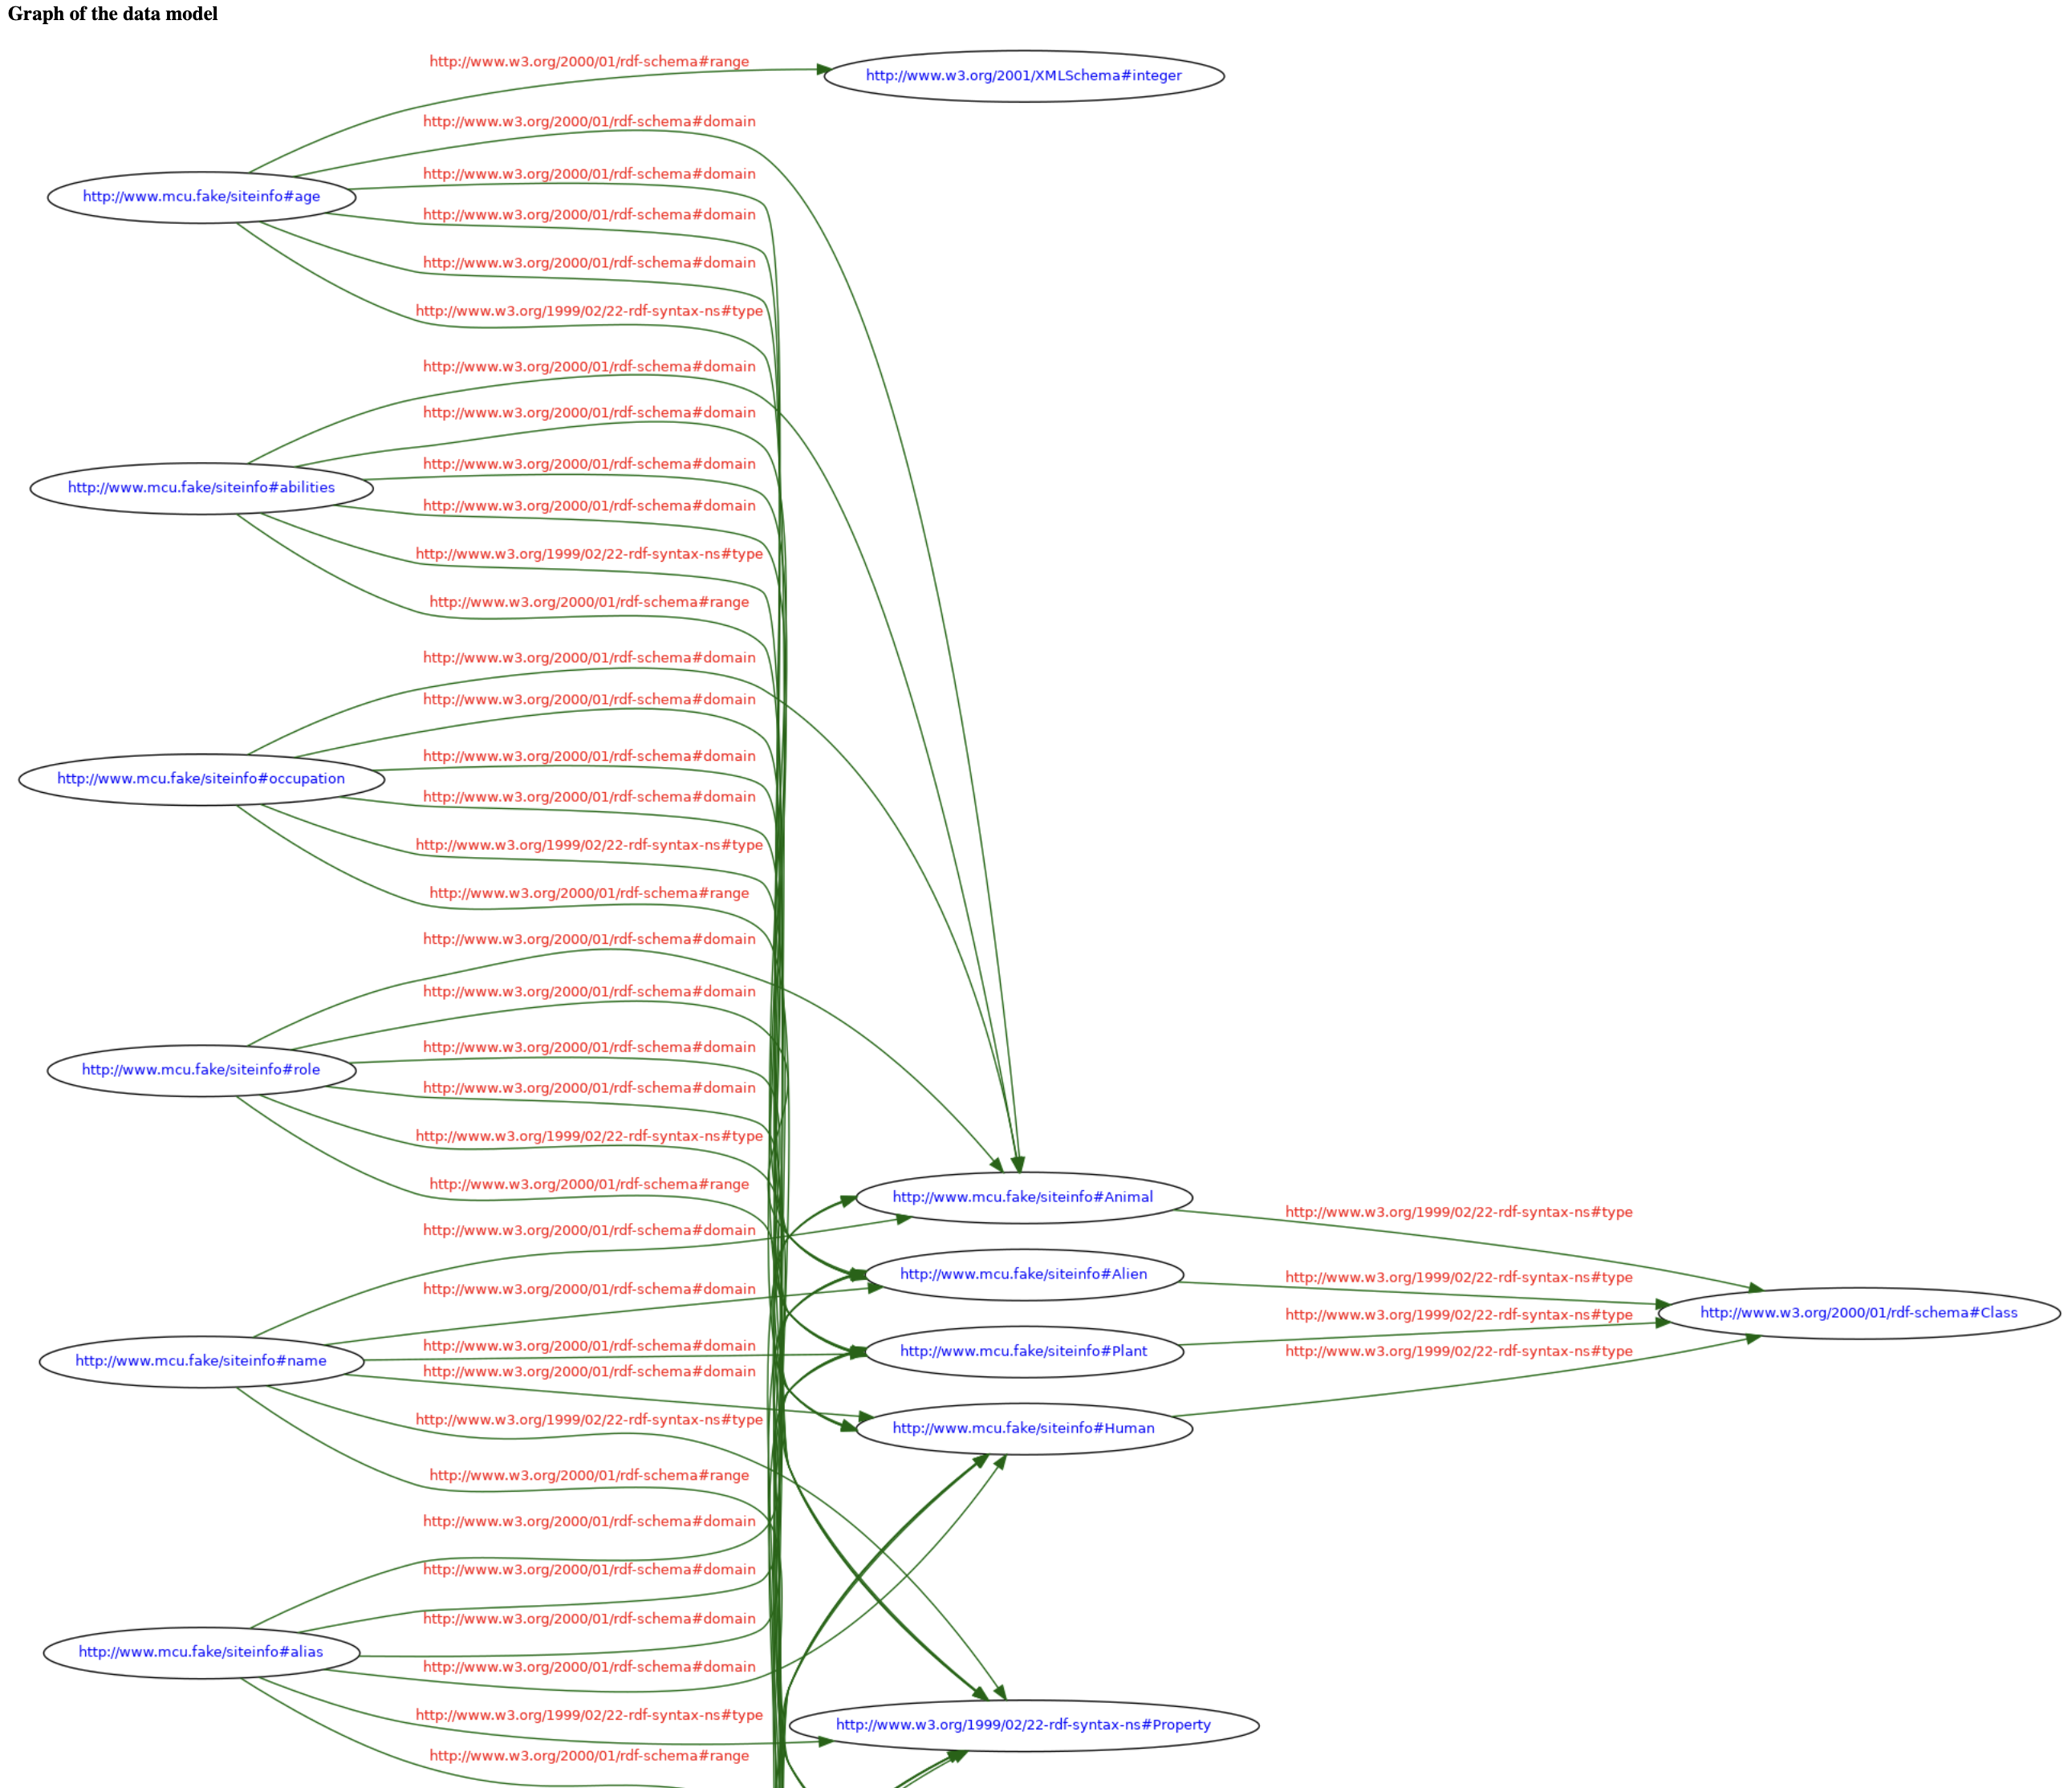 Graph of the data model
http://www.w3.org/2000/01/rdf-schema#range
http://www.w3.org/2001/XMLSchema#integer
http://www.w3.org/2000/01/rdf-schema#domain
http://www.w3.org/2000/01/rdf-schema#domain
http://www.mcu.fake/siteinfo#age
http://www.w3.org/2000/01/rdf-schema#domain
http://www.w3.org/2000/01/rdf-schema#domain
http://www.w3.org/1999/02/22-rdf-syntax-ns#type
http://www.w3.org/2000/01/rdf-schema#domain
http://www.w3.org/2000/01/rdf-schema#domain
http://www.w3.org/2000/01/rdf-schema#domain
http://www.mcu.fake/siteinfo#abilities
http://www.w3.org/2000/01/rdf-schema#domain
http://www.w3.org/1999/02/22-rdf-syntax-ns#type
http://www.w3.org/2000/01/rdf-schema#range
http://www.w3.org/2000/01/rdf-schema#domain
http://www.w3.org/2000/01/rdf-schema#domain
http://www.w3.org/2000/01/rdf-schema#domain
http://www.mcu.fake/siteinfo#occupation
http://www.w3.org/2000/01/rdf-schema#domain
http://www.w3.org/1999/02/22-rdf-syntax-ns#type
http://www.w3.org/2000/01/rdf-schema#range
http://www.w3.org/2000/01/rdf-schema#domain
http://www.w3.org/2000/01/rdf-schema#domain
http://www.w3.org/2000/01/rdf-schema#domain
http://www.mcu.fake/siteinfo#role
http://www.w3.org/2000/01/rdf-schema#domain
http://www.w3.org/1999/02/22-rdf-syntax-ns#type
http://www.w3.org/2000/01/rdf-schema#range
http://www.mcu.fake/siteinfo#Animal
http://www.w3.org/1999/02/22-rdf-syntax-ns#type
http://www.w3.org/2000/01/rdf-schema#domain
http://www.mcu.fake/siteinfo#Alien
http://www.w3.org/1999/02/22-rdf-syntax-ns#type
http://www.w3.org/2000/01/rdf-schema#domain
http://www.w3.org/1999/02/22-rdf-syntax-ns#type
http://www.w3.org/2000/01/rdf-schema#Class
http://www.w3.org/2000/01/rdf-schema#domain
http://www.mcu.fake/siteinfo#Plant
http://www.w3.org/1999/02/22-rdf-syntax-ns#type
http://www.mcu.fake/siteinfo#name
http://www.w3.org/2000/01/rdf-schema#domain
http://www.w3.org/1999/02/22-rdf-syntax-ns#type
http://www.mcu.fake/siteinfo#Human
http://www.w3.org/2000/01/rdf-schema#range
http://www.w3.org/2000/01/rdf-schema#domain
http://www.w3.org/2000/01/rdf-schema#domain
http://www.w3.org/2000/01/rdf-schema#domain
http://www.mcu.fake/siteinfo#alias
http://www.w3.org/2000/01/rdf-schema#domain
http://www.w3.org/1999/02/22-rdf-syntax-ns#type
http://www.w3.org/1999/02/22-rdf-syntax-ns#Property
http://www.w3.org/2000/01/rdf-schema#range